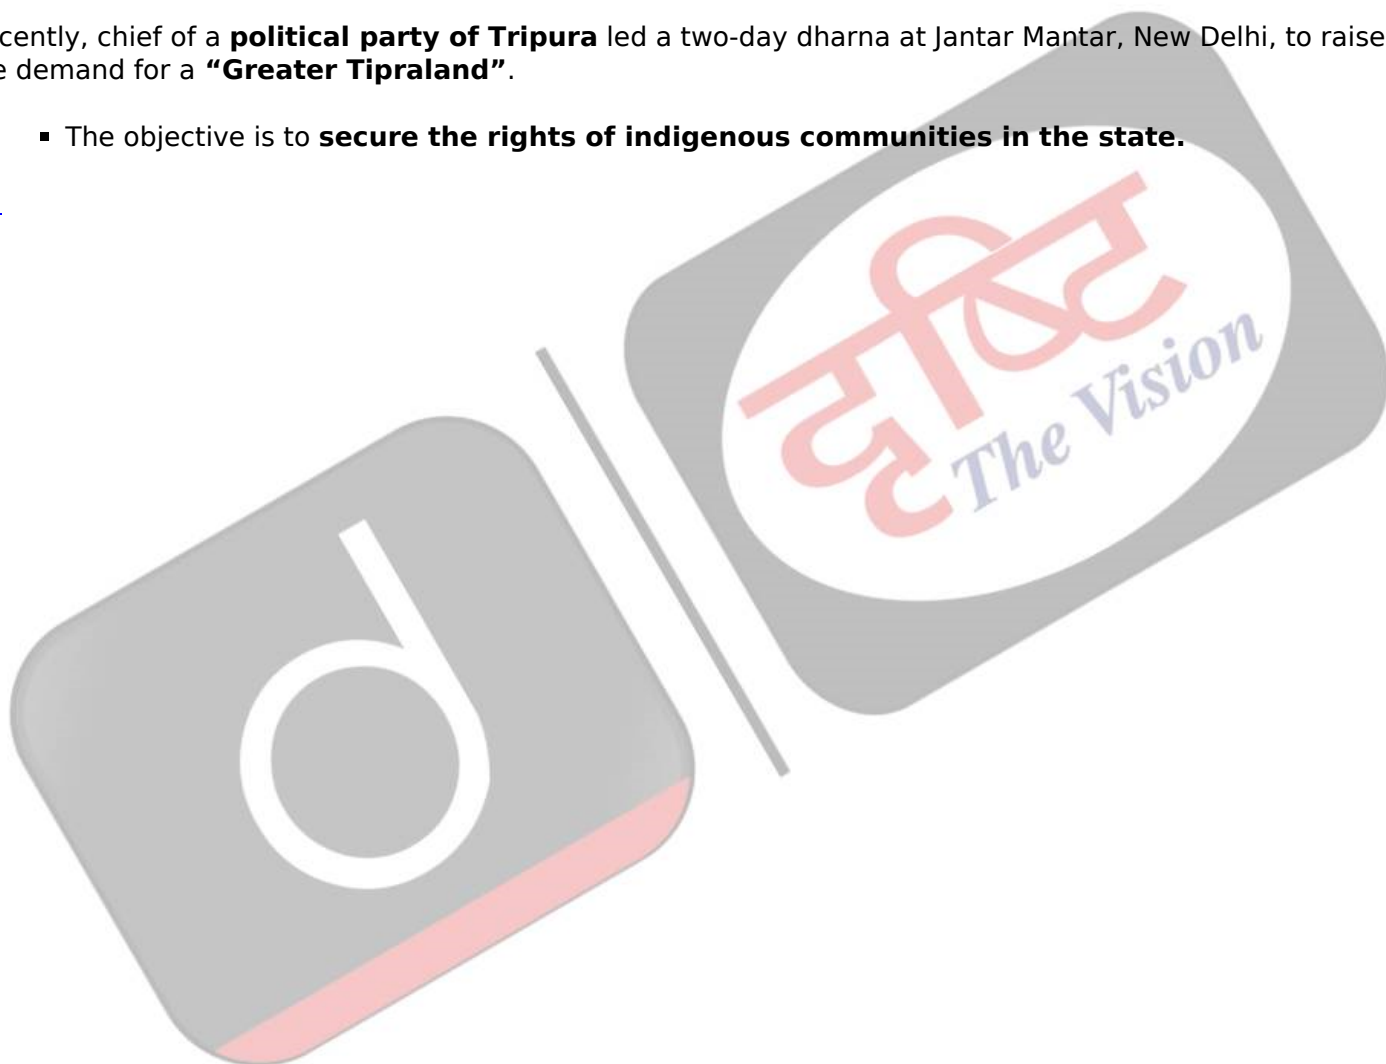 cently, chief of a political party of Tripura led a two-day dharna at Jantar Mantar, New Delhi, to raise
e demand for a “Greater Tipraland”.
▪ The objective is to secure the rights of indigenous communities in the state.
दृष्टि
The Vision
d